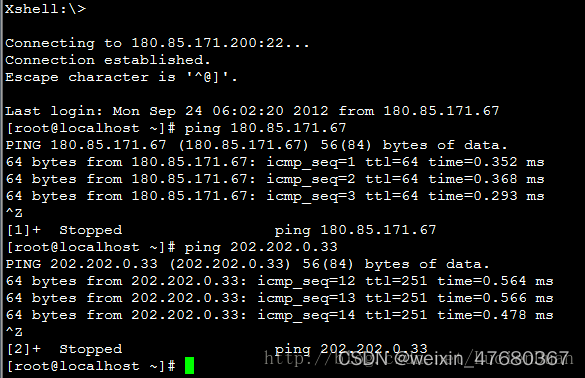 Xshell:\>
Connecting to 180.85.171.200:22...
Connection established.
Escape character is '^@]'.
Last login: Mon Sep 24 06:02:20 2012 from 180.85.171.67
[root@localhost ~]# ping 180.85.171.67
PING 180.85.171.67 (180.85.171.67) 56(84) bytes of data.
64 bytes from 180.85.171.67: icmp_seq=1 ttl=64 time=0.352 ms
64 bytes from 180.85.171.67: icmp_seq=2 ttl=64 time=0.368 ms
64 bytes from 180.85.171.67: icmp_seq=3 ttl=64 time=0.293 ms
^Z
[1]+  Stopped                 ping 180.85.171.67
[root@localhost ~]# ping 202.202.0.33
PING 202.202.0.33 (202.202.0.33) 56(84) bytes of data.
64 bytes from 202.202.0.33: icmp_seq=12 ttl=251 time=0.564 ms
64 bytes from 202.202.0.33: icmp_seq=13 ttl=251 time=0.566 ms
64 bytes from 202.202.0.33: icmp_seq=14 ttl=251 time=0.478 ms
^Z
[2]+  Stopped                 ping 202.202.0.33
[root@localhost ~]#
CSDN @weixin_47680367